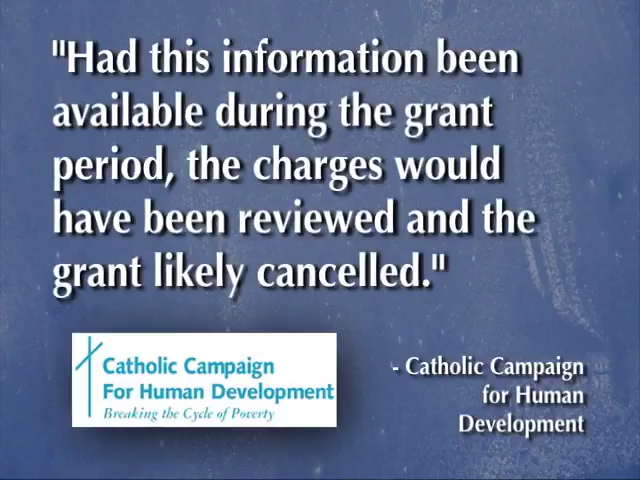 "Had this information been
available during the grant
period, the charges would
have been reviewed and the
grant likely cancelled."
Catholic Campaign
For Human Development
Breaking the Cycle of Poverty
- Catholic Campaign
for Human
Development